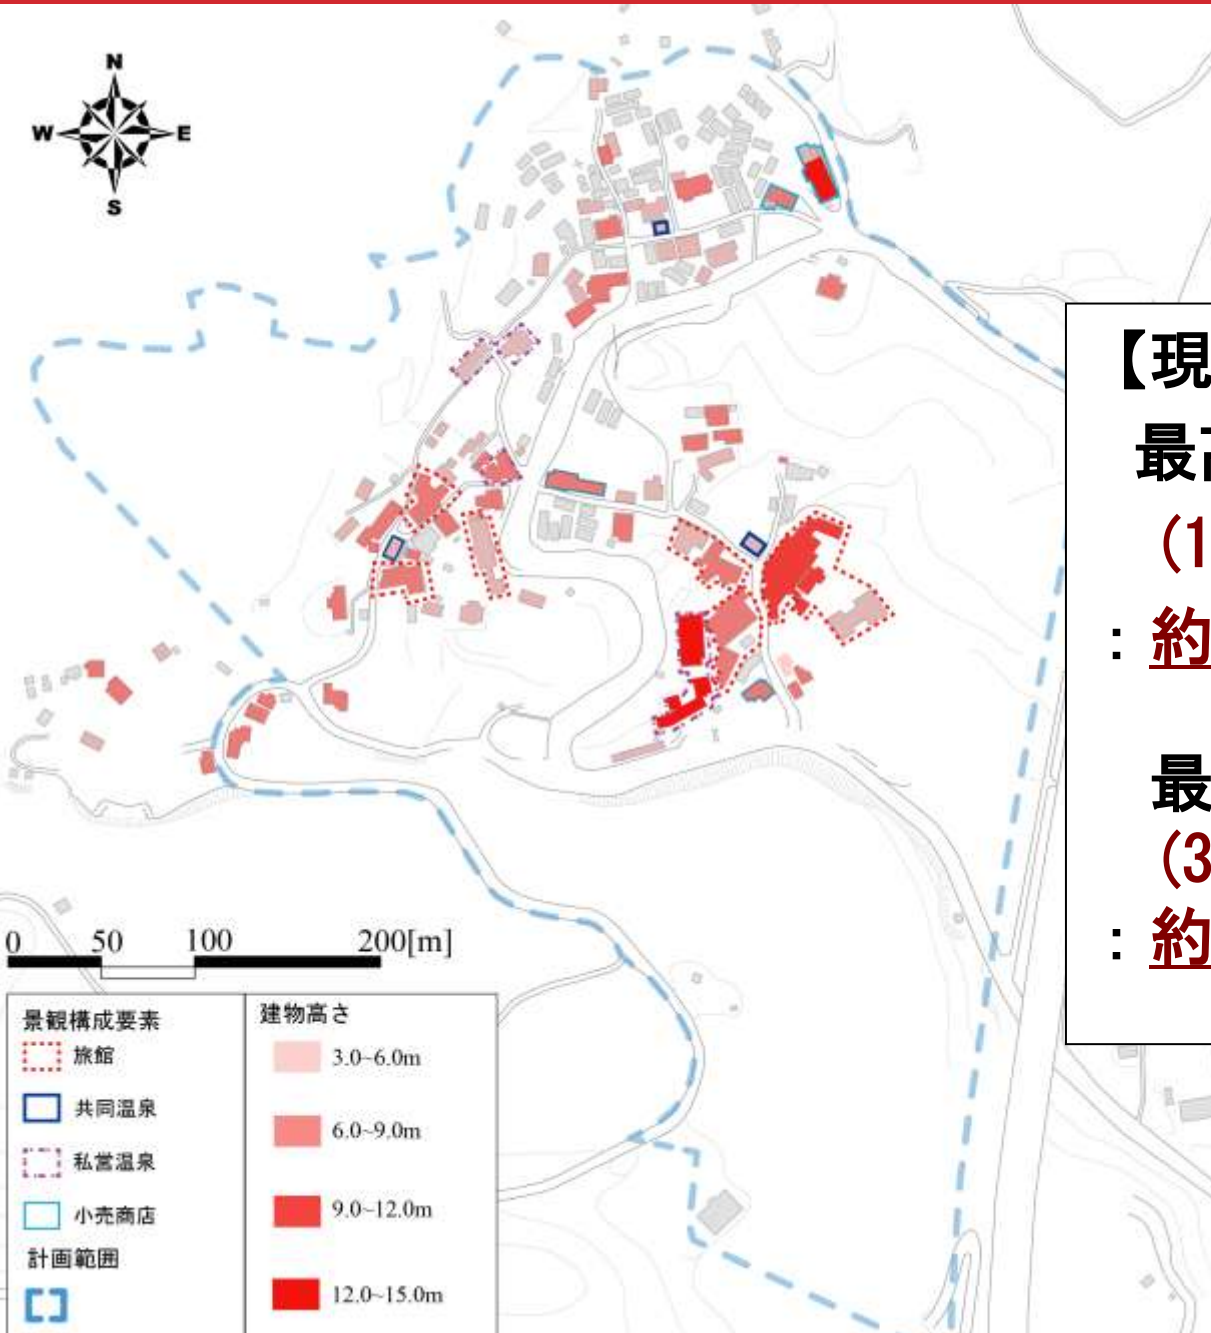 N
W E
S
【現
最高
(1
：約
最
(3
：約
0 50 100 200[m]
景観構成要素
旅館
共同温泉
私営温泉
小売商店
計画範囲
建物高さ
3.0~6.0m
6.0~9.0m
9.0~12.0m
12.0~15.0m